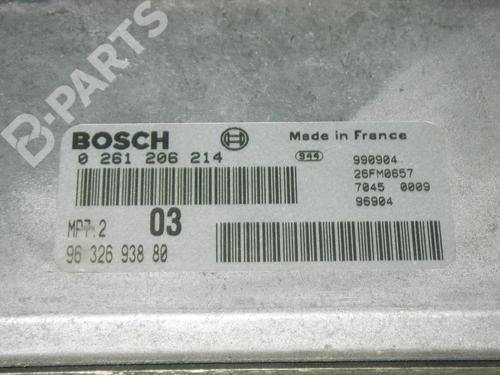 B-PARTS
BOSCH
Made in France
0 261 206 214
944
990904
26FM0657
7045 0009
96904
MP7.2
03
96 326 938 80